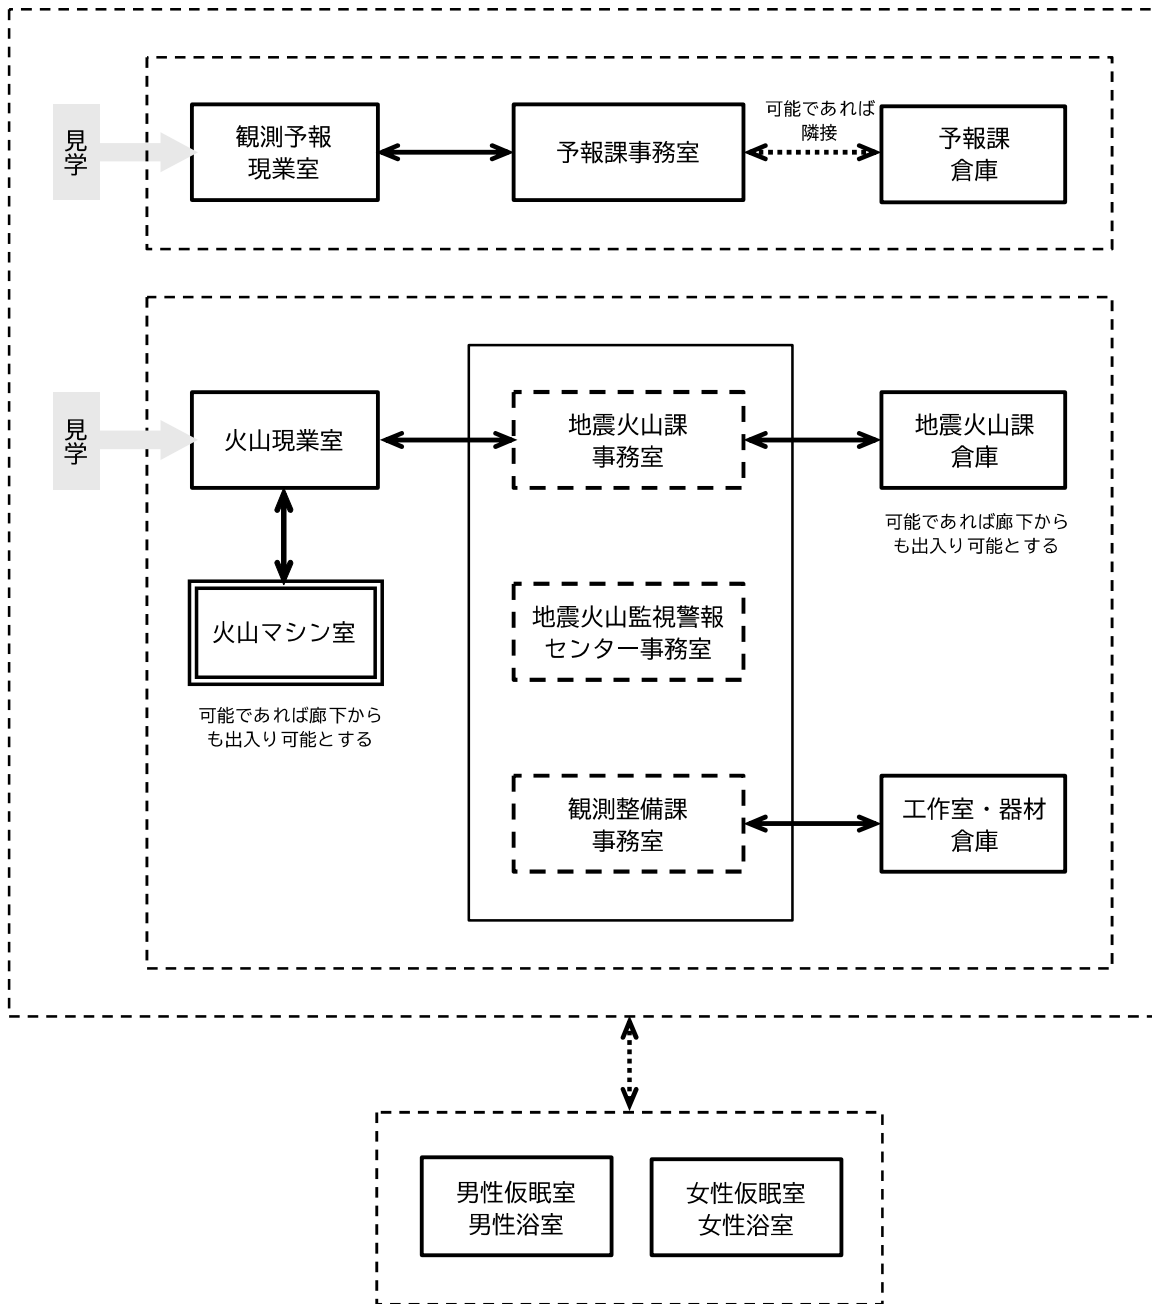 見学
観測予報
現業室
予報課事務室
可能であれば
隣接
予報課
倉庫
見学
火山現業室
地震火山課
事務室
地震火山課
倉庫
可能であれば廊下から
も出入り可能とする
火山マシン室
可能であれば廊下から
も出入り可能とする
地震火山監視警報
センター事務室
観測整備課
事務室
工作室・器材
倉庫
男性仮眠室
男性浴室
女性仮眠室
女性浴室